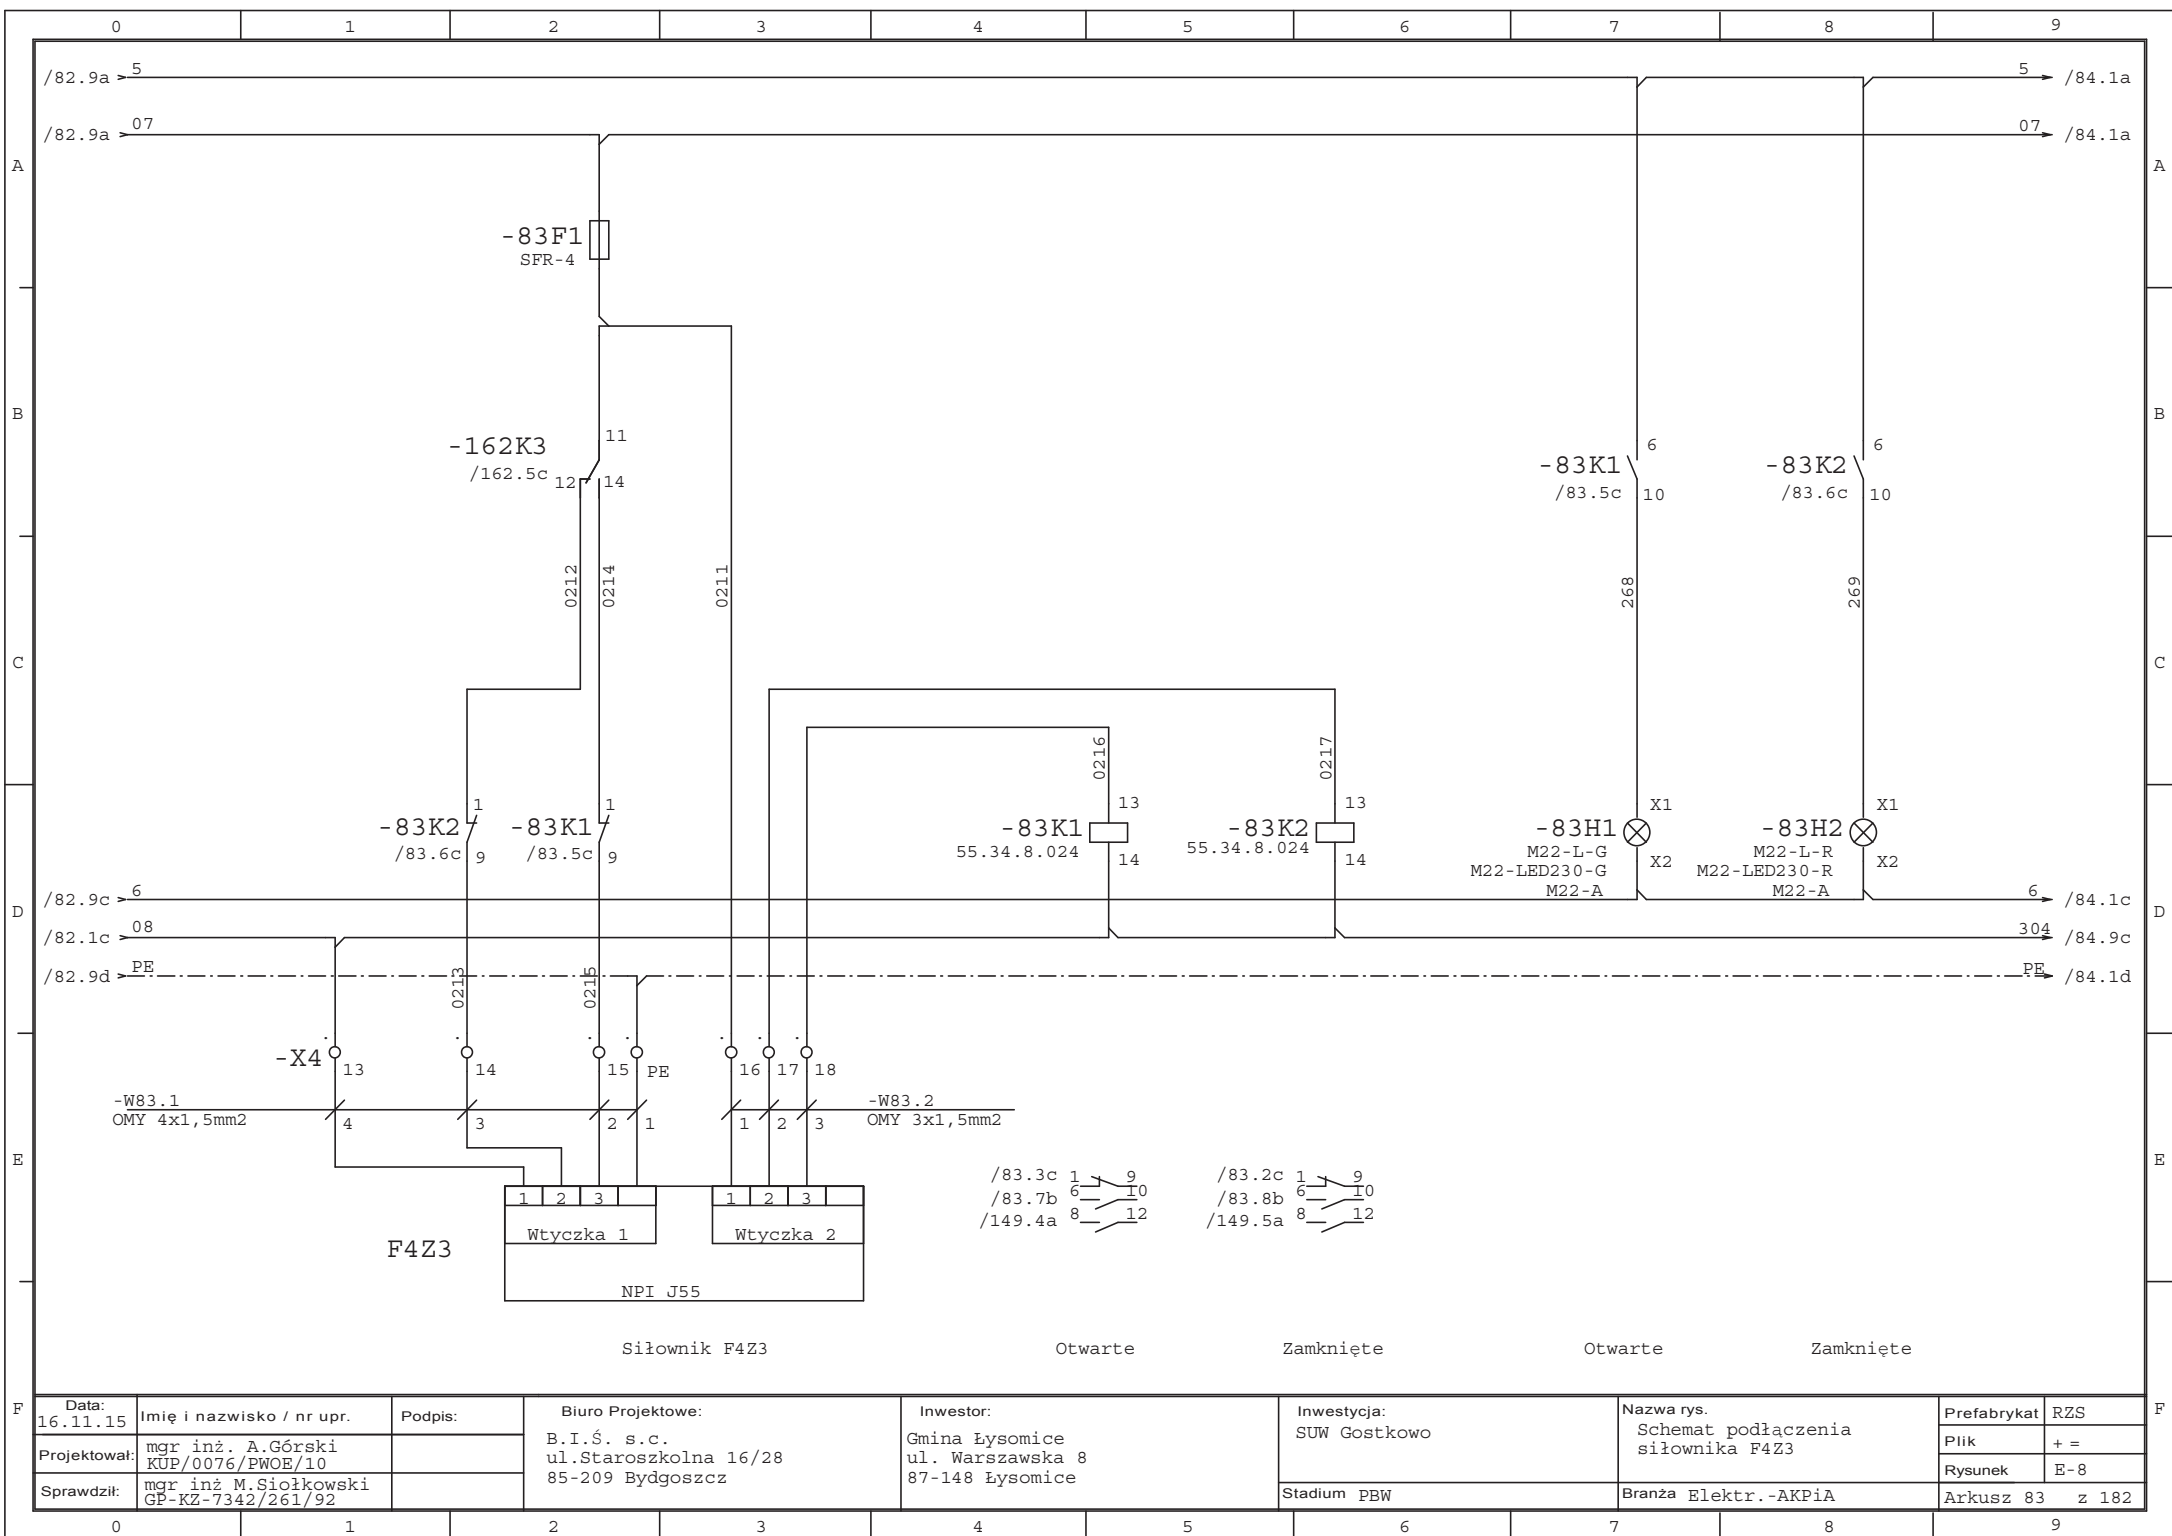 0 1 2 3 4 5 6 7 8 9
/82.9a 5 5 /84.1a
/82.9a 07 07 /84.1a
A A
-83F1
SFR-4
B B
-162K3 11
/162.5c 12 14
-83K1 6
/83.5c 10
-83K2 6
/83.6c 10
0212 0214 0211 268 269
C C
0216 0217
-83K2 1
/83.6c 9
-83K1 1
/83.5c 9
-83K1 13
55.34.8.024 14
-83K2 13
55.34.8.024 14
-83H1 X1
M22-L-G X2
M22-LED230-G
M22-A
-83H2 X1
M22-L-R X2
M22-LED230-R
M22-A
/82.9c 6 6 /84.1c
D D
/82.1c 08 304 /84.9c
/82.9d PE PE /84.1d
0213 0215
-X4 13 14 15 PE 16 17 18
-W83.1
OMY 4x1,5mm2
4 3 2 1 1 2 3
-W83.2
OMY 3x1,5mm2
E E
/83.3c 1 9
/83.7b 6 10
/149.4a 8 12
/83.2c 1 9
/83.8b 6 10
/149.5a 8 12
1 2 3 1 2 3
Wtyczka 1 Wtyczka 2
F4Z3
NPI J55
Siłownik F4Z3 Otwarte Zamknięte Otwarte Zamknięte
F F
Data:
16.11.15
Imię i nazwisko / nr upr.
Podpis:
Projektował:
mgr inż. A.Górski
KUP/0076/PWOE/10
Sprawdził:
mgr inż M.Siołkowski
GP-KZ-7342/261/92
Biuro Projektowe:
B.I.Ś. s.c.
ul.Staroszkolna 16/28
85-209 Bydgoszcz
Inwestor:
Gmina Łysomice
ul. Warszawska 8
87-148 Łysomice
Inwestycja:
SUW Gostkowo
Stadium PBW
Nazwa rys.
Schemat podłączenia
siłownika F4Z3
Branża Elektr.-AKPiA
Prefabrykat RZS
Plik + =
Rysunek E-8
Arkusz 83 z 182
0 1 2 3 4 5 6 7 8 9